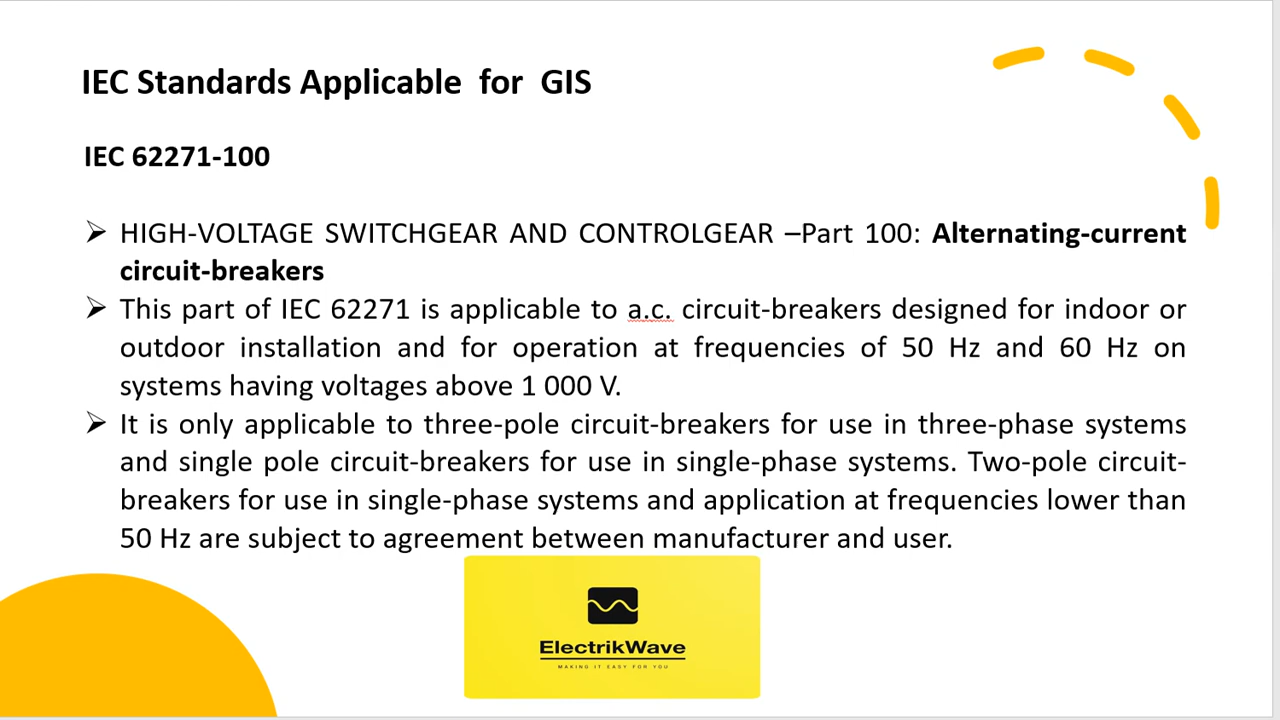 IEC Standards Applicable for GIS
IEC 62271-100
➢ HIGH-VOLTAGE SWITCHGEAR AND CONTROLGEAR –Part 100: Alternating-current
circuit-breakers
➢ This part of IEC 62271 is applicable to a.c. circuit-breakers designed for indoor or
outdoor installation and for operation at frequencies of 50 Hz and 60 Hz on
systems having voltages above 1 000 V.
➢ It is only applicable to three-pole circuit-breakers for use in three-phase systems
and single pole circuit-breakers for use in single-phase systems. Two-pole circuit-
breakers for use in single-phase systems and application at frequencies lower than
50 Hz are subject to agreement between manufacturer and user.
ElectrikWave
MAKING IT EASY FOR YOU